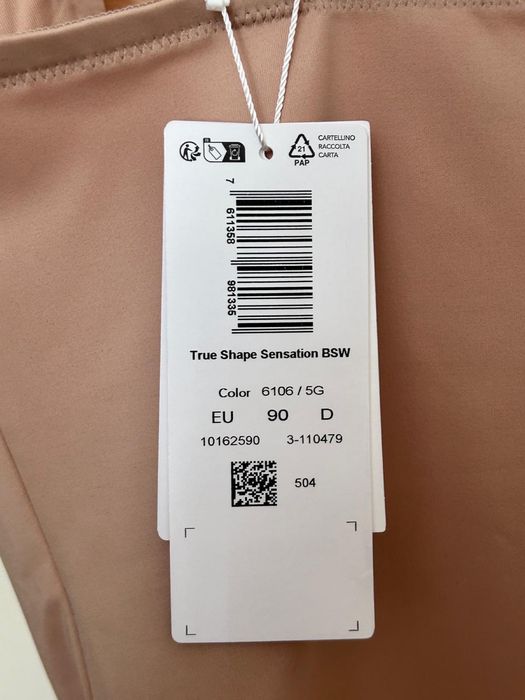 CARTELLINO
RACCOLTA
CARTA
21
PAP
7 611358 981335
True Shape Sensation BSW
Color 6106 / 5G
EU 90 D
10162590 3-110479
504